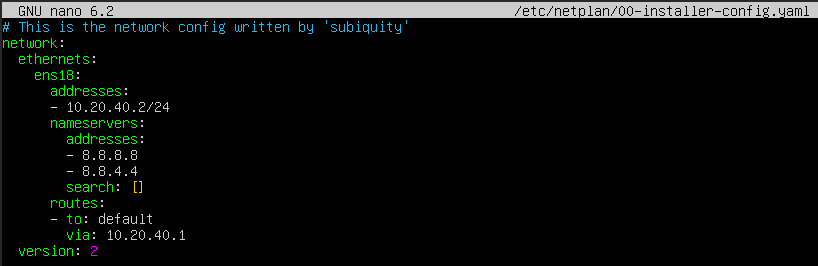 GNU nano 6.2 /etc/netplan/00-installer-config.yaml
# This is the network config written by 'subiquity'
network:
  ethernets:
    ens18:
      addresses:
      - 10.20.40.2/24
      nameservers:
        addresses:
        - 8.8.8.8
        - 8.8.4.4
        search: []
      routes:
      - to: default
        via: 10.20.40.1
  version: 2